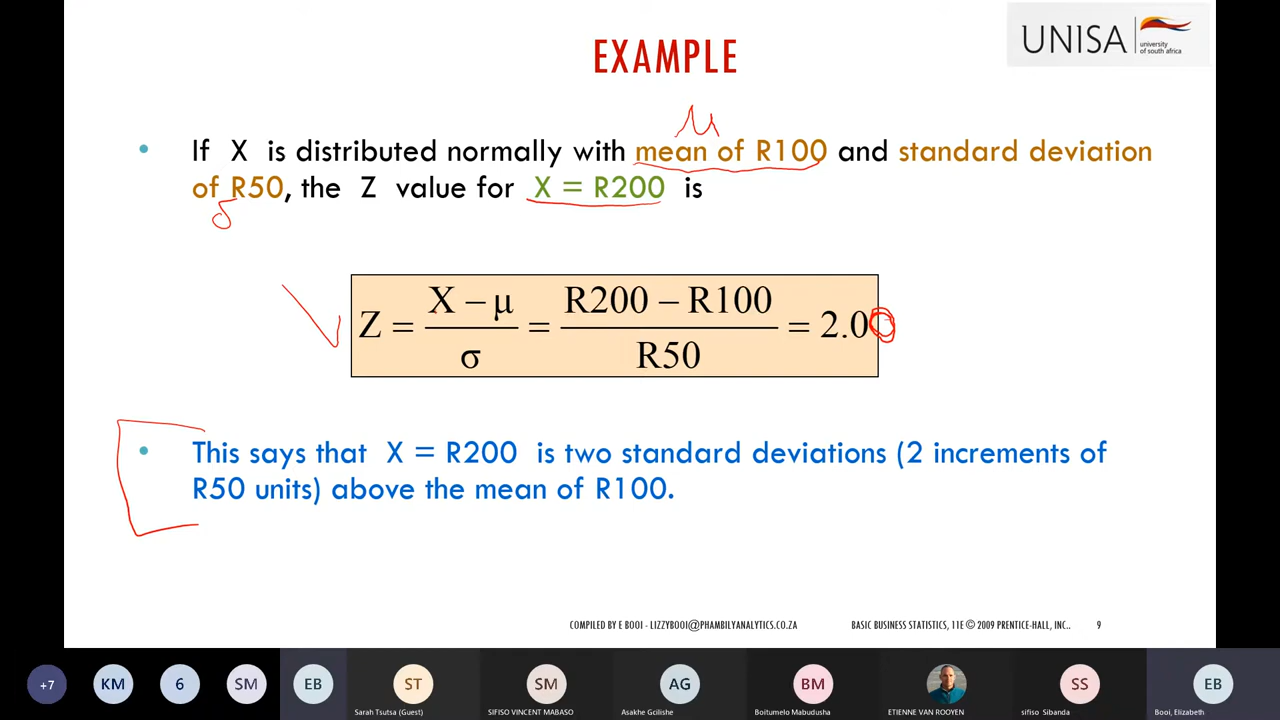 EXAMPLE
UNISA
university
of south africa
μ
• If X is distributed normally with mean of R100 and standard deviation
of R50, the Z value for X = R200 is
σ
Z = (X − μ) / σ = (R200 − R100) / R50 = 2.00
• This says that X = R200 is two standard deviations (2 increments of
R50 units) above the mean of R100.
COMPILED BY E BOOI - LIZZYBOOI@PHAMBILYANALYTICS.CO.ZA
BASIC BUSINESS STATISTICS, 11E © 2009 PRENTICE-HALL, INC..
9
+7
KM
6
SM
EB
ST
SM
AG
BM
SS
EB
Sarah Tsutsa (Guest)
SIFISO VINCENT MABASO
Asakhe Gcilishe
Boitumelo Mabudusha
ETIENNE VAN ROOYEN
sifiso Sibanda
Booi, Elizabeth